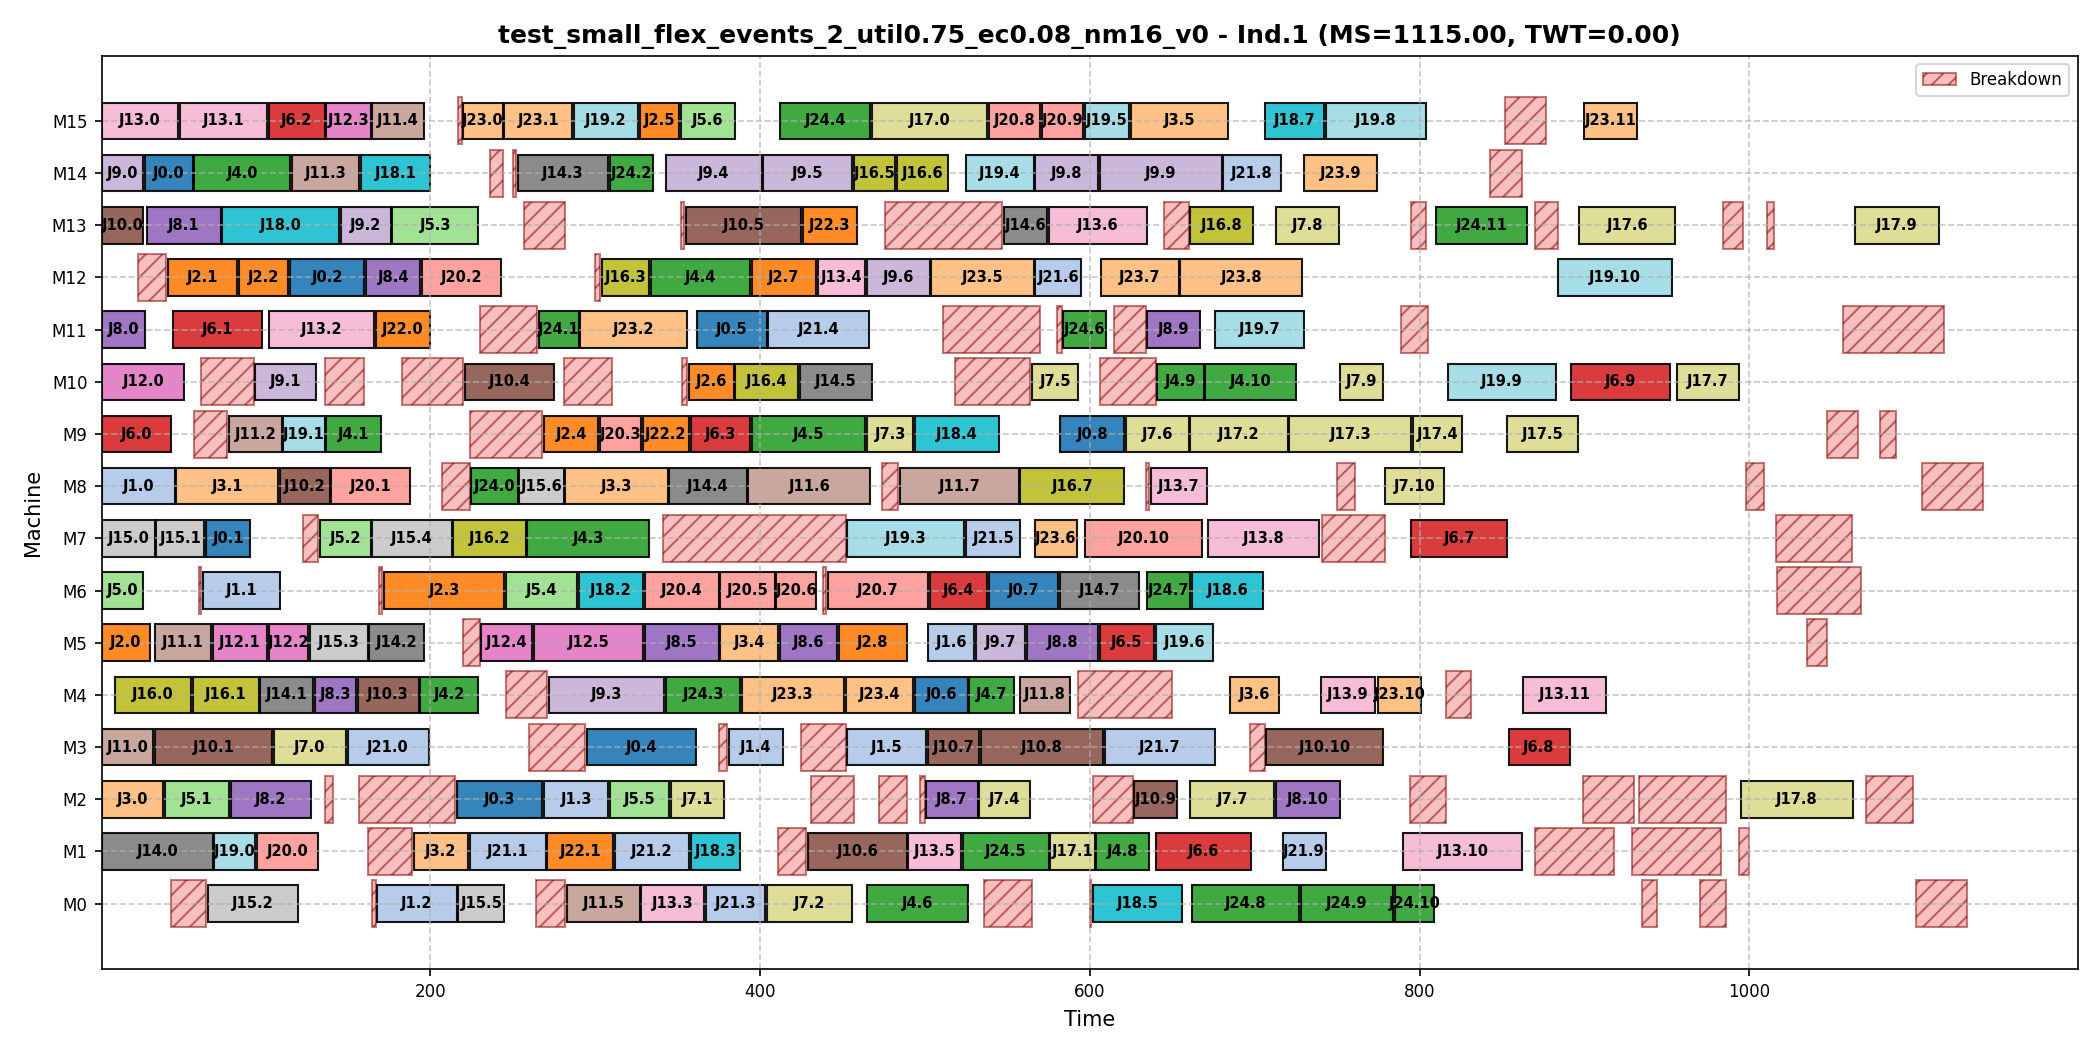 test_small_flex_events_2_util0.75_ec0.08_nm16_v0 - Ind.1 (MS=1115.00, TWT=0.00)
Breakdown
M15 J13.0 J13.1 J6.2 J12.3 J11.4 J23.0 J23.1 J19.2 J2.5 J5.6 J24.4 J17.0 J20.8 J20.9 J19.5 J3.5 J18.7 J19.8 J23.11
M14 J9.0 J0.0 J4.0 J11.3 J18.1 J14.3 J24.2 J9.4 J9.5 J16.5 J16.6 J19.4 J9.8 J9.9 J21.8 J23.9
M13 J10.0 J8.1 J18.0 J9.2 J5.3 J10.5 J22.3 J14.6 J13.6 J16.8 J7.8 J24.11 J17.6 J17.9
M12 J2.1 J2.2 J0.2 J8.4 J20.2 J16.3 J4.4 J2.7 J13.4 J9.6 J23.5 J21.6 J23.7 J23.8 J19.10
M11 J8.0 J6.1 J13.2 J22.0 J24.1 J23.2 J0.5 J21.4 J24.6 J8.9 J19.7
M10 J12.0 J9.1 J10.4 J2.6 J16.4 J14.5 J7.5 J4.9 J4.10 J7.9 J19.9 J6.9 J17.7
M9 J6.0 J11.2 J19.1 J4.1 J2.4 J20.3 J22.2 J6.3 J4.5 J7.3 J18.4 J0.8 J7.6 J17.2 J17.3 J17.4 J17.5
M8 J1.0 J3.1 J10.2 J20.1 J24.0 J15.6 J3.3 J14.4 J11.6 J11.7 J16.7 J13.7 J7.10
M7 J15.0 J15.1 J0.1 J5.2 J15.4 J16.2 J4.3 J19.3 J21.5 J23.6 J20.10 J13.8 J6.7
M6 J5.0 J1.1 J2.3 J5.4 J18.2 J20.4 J20.5 J20.6 J20.7 J6.4 J0.7 J14.7 J24.7 J18.6
M5 J2.0 J11.1 J12.1 J12.2 J15.3 J14.2 J12.4 J12.5 J8.5 J3.4 J8.6 J2.8 J1.6 J9.7 J8.8 J6.5 J19.6
M4 J16.0 J16.1 J14.1 J8.3 J10.3 J4.2 J9.3 J24.3 J23.3 J23.4 J0.6 J4.7 J11.8 J3.6 J13.9 J23.10 J13.11
M3 J11.0 J10.1 J7.0 J21.0 J0.4 J1.4 J1.5 J10.7 J10.8 J21.7 J10.10 J6.8
M2 J3.0 J5.1 J8.2 J0.3 J1.3 J5.5 J7.1 J8.7 J7.4 J10.9 J7.7 J8.10 J17.8
M1 J14.0 J19.0 J20.0 J3.2 J21.1 J22.1 J21.2 J18.3 J10.6 J13.5 J24.5 J17.1 J4.8 J6.6 J21.9 J13.10
M0 J15.2 J1.2 J15.5 J11.5 J13.3 J21.3 J7.2 J4.6 J18.5 J24.8 J24.9 J24.10
Machine
200 400 600 800 1000
Time